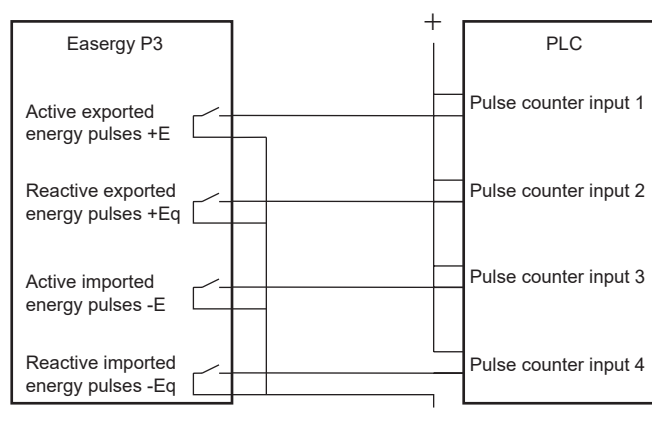 Easergy P3
PLC
Active exported
energy pulses +E
Pulse counter input 1
Reactive exported
energy pulses +Eq
Pulse counter input 2
Active imported
energy pulses -E
Pulse counter input 3
Reactive imported
energy pulses -Eq
Pulse counter input 4
+